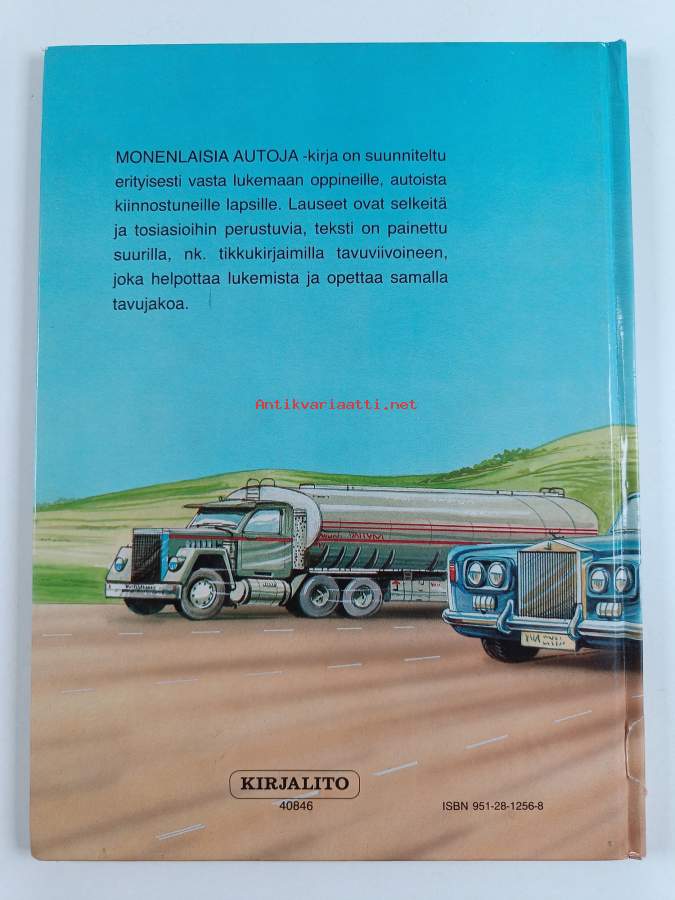 MONENLAISIA AUTOJA -kirja on suunniteltu
erityisesti vasta lukemaan oppineille, autoista
kiinnostuneille lapsille. Lauseet ovat selkeitä
ja tosiasioihin perustuvia, teksti on painettu
suurilla, nk. tikkukirjaimilla tavuviivoineen,
joka helpottaa lukemista ja opettaa samalla
tavujakoa.
Antikvariaatti.net
KIRJALITO
40846
ISBN 951-28-1256-8